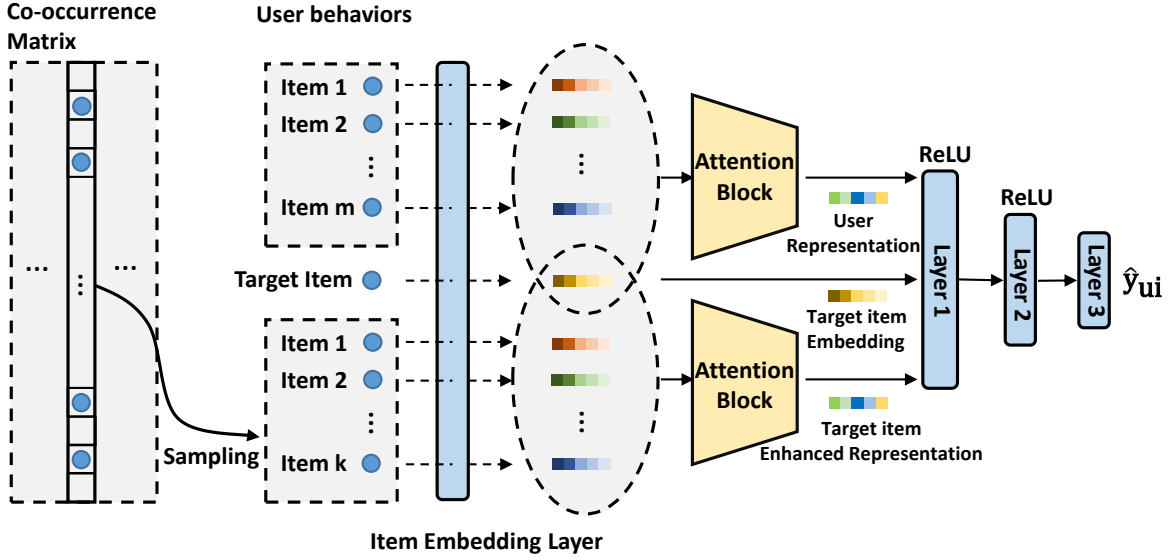 Co-occurrence
Matrix
User behaviors
Item 1
Item 2
...
Item m
Target Item
Item 1
Item 2
...
Item k
...
...
...
Sampling
Item Embedding Layer
...
...
Attention
Block
Attention
Block
User
Representation
Target item
Embedding
Target item
Enhanced Representation
ReLU
Layer 1
ReLU
Layer 2
Layer 3
ŷui